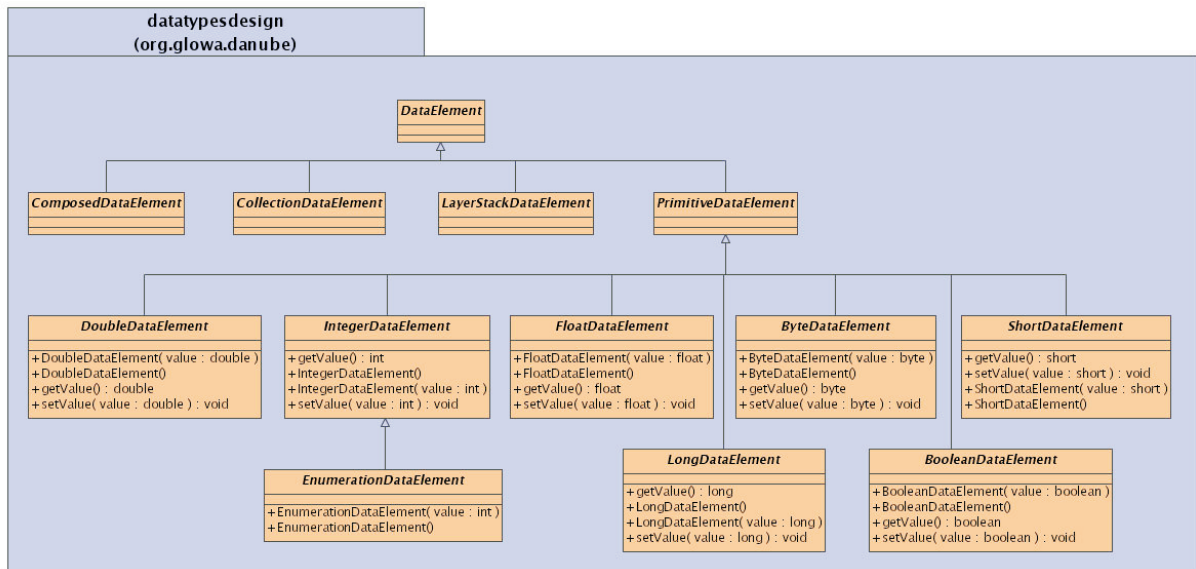 datatypesdesign
(org.glowa.danube)
DataElement
ComposedDataElement
CollectionDataElement
LayerStackDataElement
PrimitiveDataElement
DoubleDataElement
+DoubleDataElement( value : double )
+DoubleDataElement()
+getValue() : double
+setValue( value : double ) : void
IntegerDataElement
+getValue() : int
+IntegerDataElement()
+IntegerDataElement( value : int )
+setValue( value : int ) : void
FloatDataElement
+FloatDataElement( value : float )
+FloatDataElement()
+getValue() : float
+setValue( value : float ) : void
ByteDataElement
+ByteDataElement( value : byte )
+ByteDataElement()
+getValue() : byte
+setValue( value : byte ) : void
ShortDataElement
+getValue() : short
+setValue( value : short ) : void
+ShortDataElement( value : short )
+ShortDataElement()
EnumerationDataElement
+EnumerationDataElement( value : int )
+EnumerationDataElement()
LongDataElement
+getValue() : long
+LongDataElement()
+LongDataElement( value : long )
+setValue( value : long ) : void
BooleanDataElement
+BooleanDataElement( value : boolean )
+BooleanDataElement()
+getValue() : boolean
+setValue( value : boolean ) : void